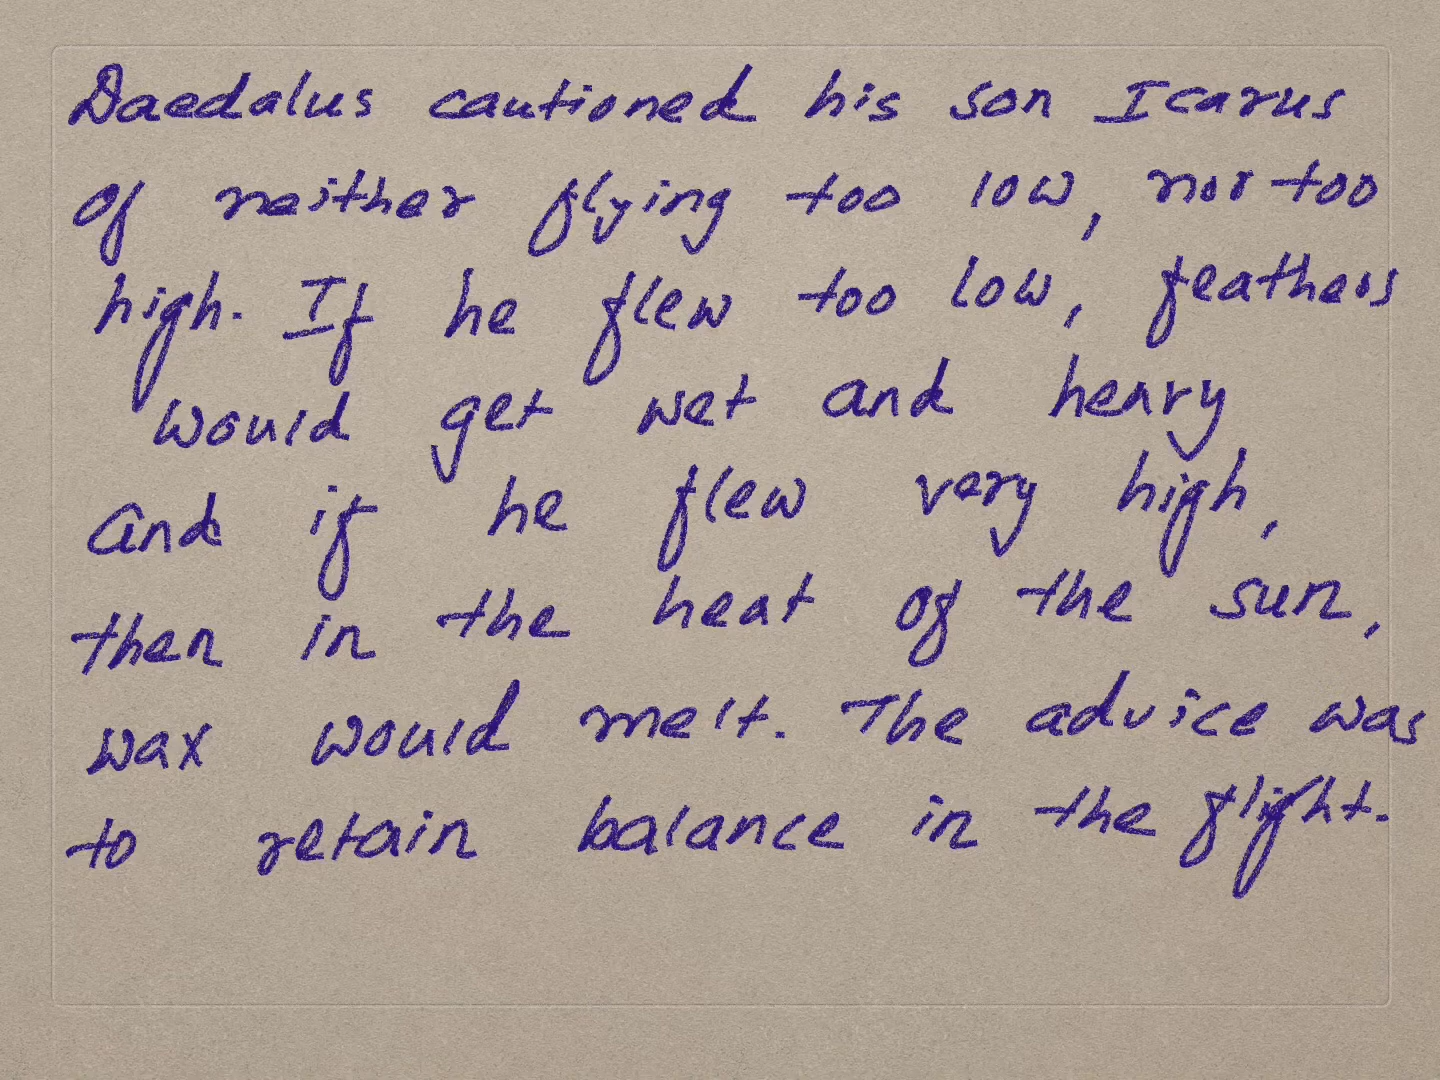 Daedalus cautioned his son Icarus
of neither flying too low, nor too
high. If he flew too low, feathers
would get wet and heavy
and if he flew very high,
then in the heat of the sun,
wax would melt. The advice was
to retain balance in the flight.